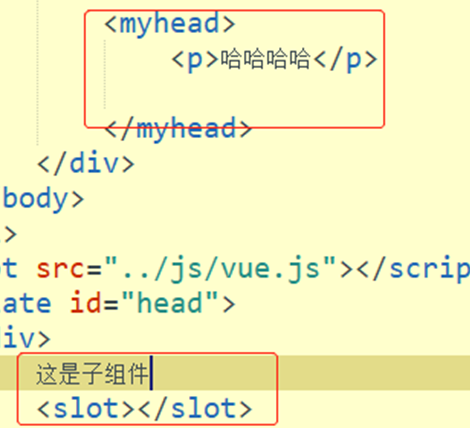 <myhead>
<p>哈哈哈哈</p>
</myhead>
</div>
body>
>
t src="../js/vue.js"></scrip
ate id="head">
div>
这是子组件
<slot></slot>